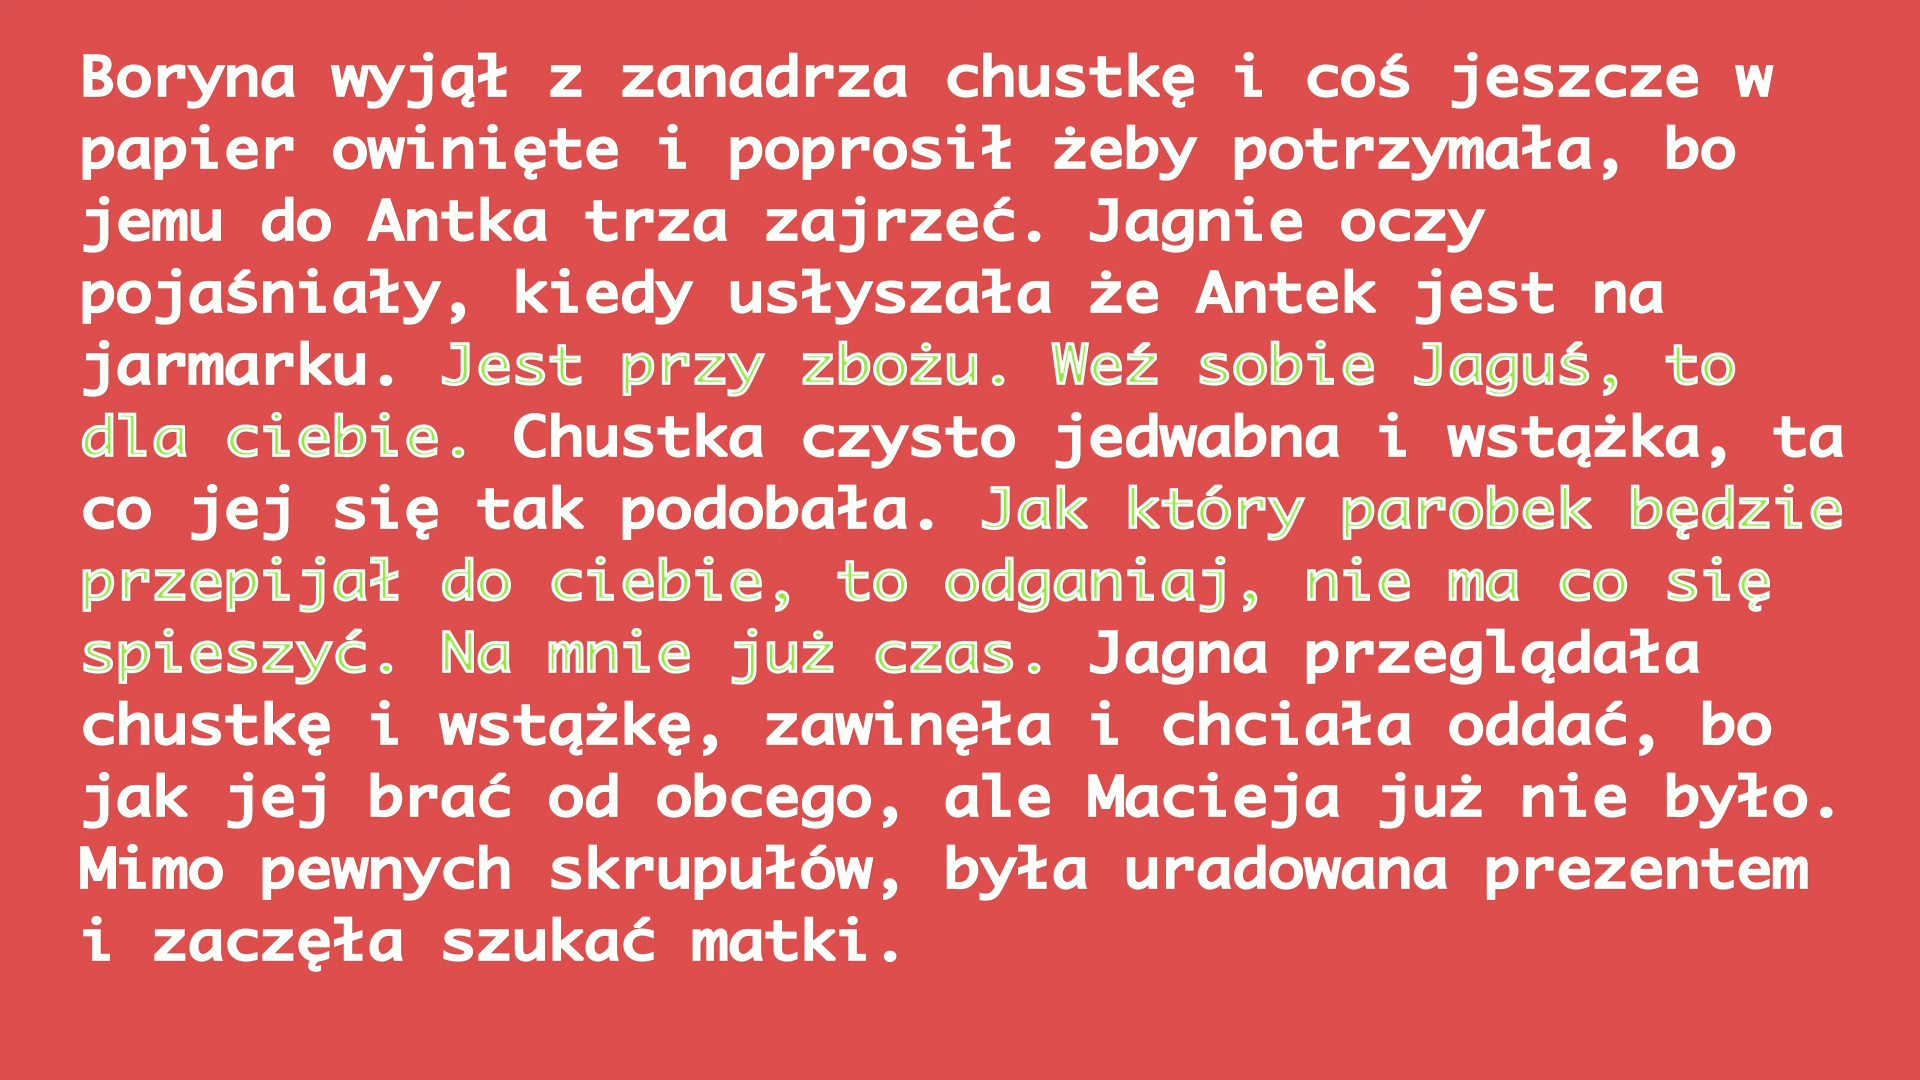 Boryna wyjął z zanadrza chustkę i coś jeszcze w
papier owinięte i poprosił żeby potrzymała, bo
jemu do Antka trza zajrzeć. Jagnie oczy
pojaśniały, kiedy usłyszała że Antek jest na
jarmarku. Jest przy zbożu. Weź sobie Jaguś, to
dla ciebie. Chustka czysto jedwabna i wstążka, ta
co jej się tak podobała. Jak który parobek będzie
przepijał do ciebie, to odganiaj, nie ma co się
spieszyć. Na mnie już czas. Jagna przeglądała
chustkę i wstążkę, zawinęła i chciała oddać, bo
jak jej brać od obcego, ale Macieja już nie było.
Mimo pewnych skrupułów, była uradowana prezentem
i zaczęła szukać matki.